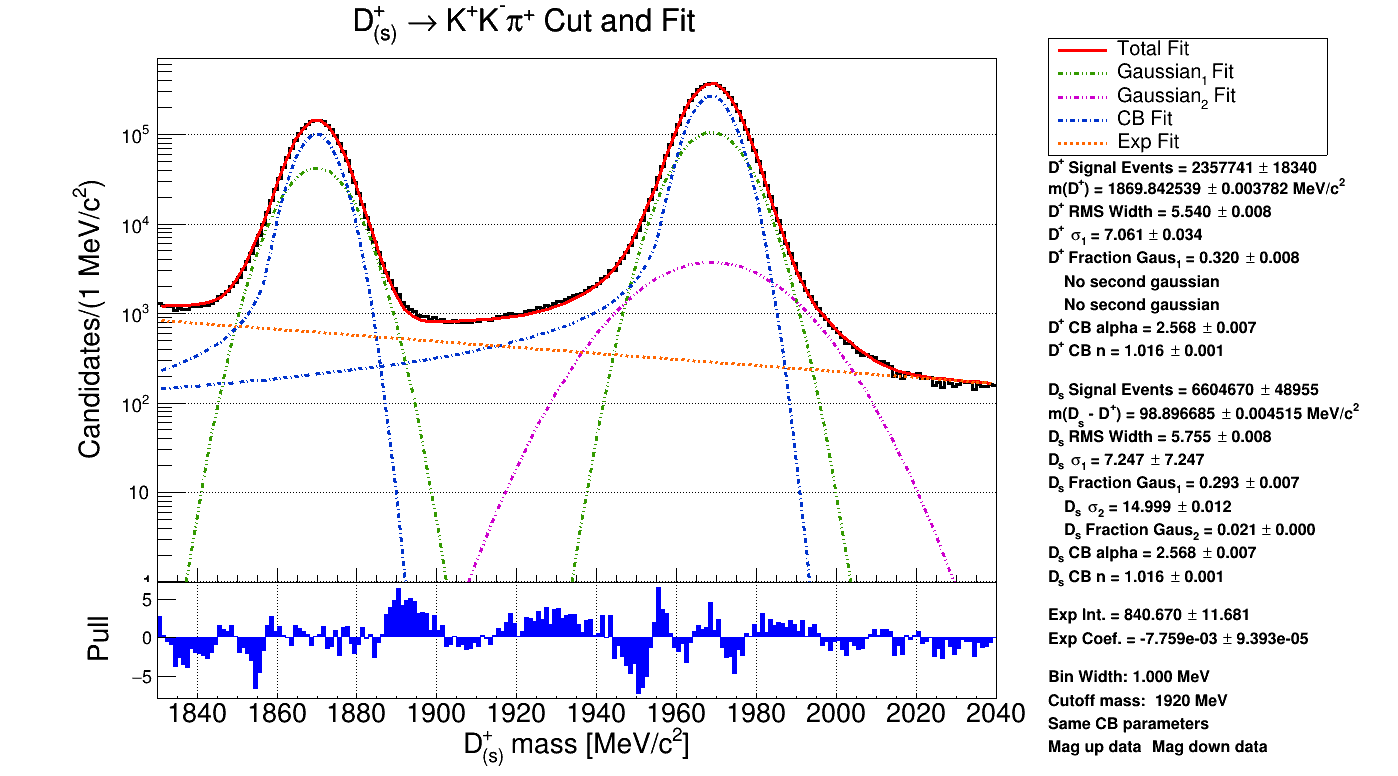 D⁺₍ₛ₎ → K⁺K⁻π⁺ Cut and Fit
Total Fit
Gaussian₁ Fit
Gaussian₂ Fit
CB Fit
Exp Fit
D⁺ Signal Events = 2357741 ± 18340
m(D⁺) = 1869.842539 ± 0.003782 MeV/c²
D⁺ RMS Width = 5.540 ± 0.008
D⁺ σ₁ = 7.061 ± 0.034
D⁺ Fraction Gaus₁ = 0.320 ± 0.008
No second gaussian
No second gaussian
D⁺ CB alpha = 2.568 ± 0.007
D⁺ CB n = 1.016 ± 0.001
Dₛ Signal Events = 6604670 ± 48955
m(Dₛ - D⁺) = 98.896685 ± 0.004515 MeV/c²
Dₛ RMS Width = 5.755 ± 0.008
Dₛ σ₁ = 7.247 ± 7.247
Dₛ Fraction Gaus₁ = 0.293 ± 0.007
Dₛ σ₂ = 14.999 ± 0.012
Dₛ Fraction Gaus₂ = 0.021 ± 0.000
Dₛ CB alpha = 2.568 ± 0.007
Dₛ CB n = 1.016 ± 0.001
Exp Int. = 840.670 ± 11.681
Exp Coef. = -7.759e-03 ± 9.393e-05
Bin Width: 1.000 MeV
Cutoff mass: 1920 MeV
Same CB parameters
Mag up data Mag down data
Candidates/(1 MeV/c²)
10⁵
10⁴
10³
10²
10
Pull
5
0
−5
1840 1860 1880 1900 1920 1940 1960 1980 2000 2020 2040
D⁺₍ₛ₎ mass [MeV/c²]